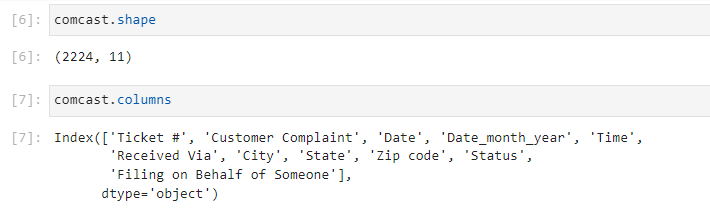 [6]: comcast.shape
[6]: (2224, 11)
[7]: comcast.columns
[7]: Index(['Ticket #', 'Customer Complaint', 'Date', 'Date_month_year', 'Time',
'Received Via', 'City', 'State', 'Zip code', 'Status',
'Filing on Behalf of Someone'],
dtype='object')